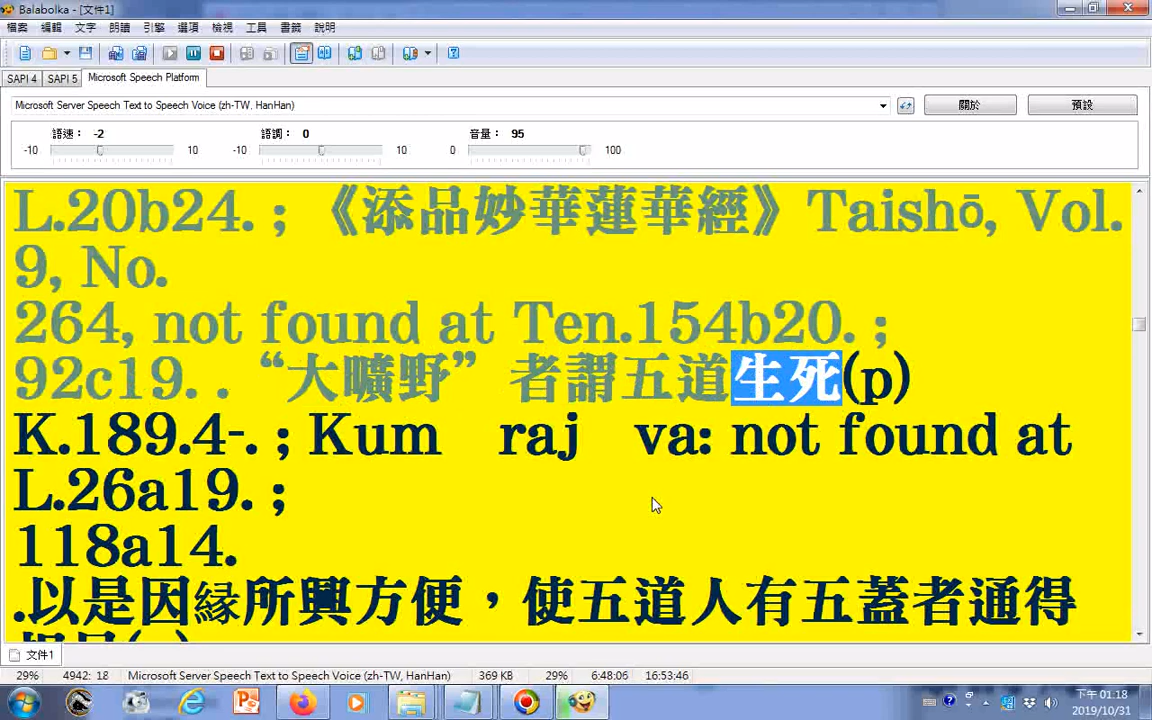 Balabolka - [文件1]
檔案 編輯 文字 朗讀 引擎 選項 檢視 工具 書籤 說明
SAPI 4 SAPI 5 Microsoft Speech Platform
Microsoft Server Speech Text to Speech Voice (zh-TW, HanHan) 關於 預設
語速： -2 語調： 0 音量： 95
-10 10 -10 10 0 100
L.20b24. ; 《添品妙華蓮華經》Taishō, Vol.
9, No.
264, not found at Ten.154b20. ;
92c19. . “大曠野” 者謂五道生死(p)
K.189.4-. ; Kum raj va: not found at
L.26a19. ;
118a14.
.以是因緣所興方便，使五道人有五蓋者通得
文件1
29% 4942: 18 Microsoft Server Speech Text to Speech Voice (zh-TW, HanHan) 369 KB 29% 6:48:06 16:53:46
下午 01:18
2019/10/31